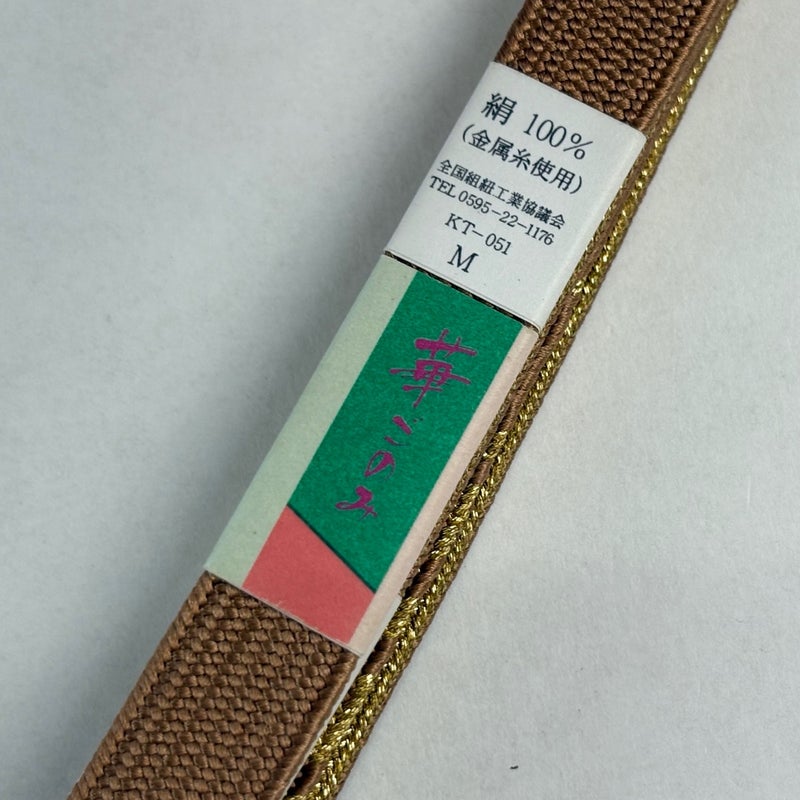 絹 100%
(金属糸使用)
全国組紐工業協議会
TEL 0595-22-1176
KT-051
M
華ごのみ